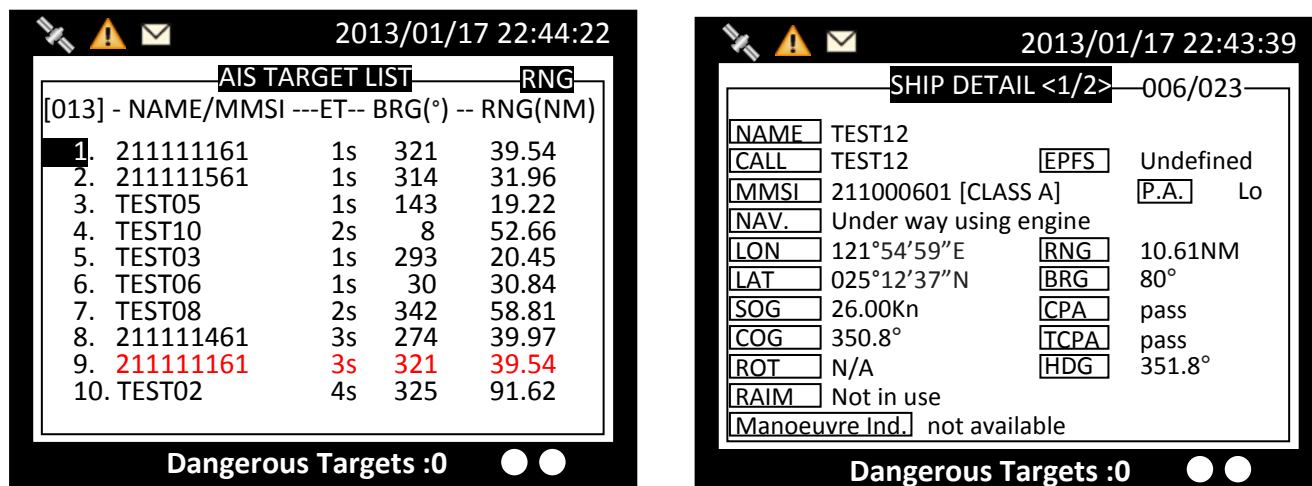 2013/01/17 22:44:22
AIS TARGET LIST RNG
[013] - NAME/MMSI ---ET-- BRG(°) -- RNG(NM)
1. 211111161 1s 321 39.54
2. 211111561 1s 314 31.96
3. TEST05 1s 143 19.22
4. TEST10 2s 8 52.66
5. TEST03 1s 293 20.45
6. TEST06 1s 30 30.84
7. TEST08 2s 342 58.81
8. 211111461 3s 274 39.97
9. 211111161 3s 321 39.54
10. TEST02 4s 325 91.62
Dangerous Targets :0
2013/01/17 22:43:39
SHIP DETAIL <1/2> 006/023
NAME TEST12
CALL TEST12 EPFS Undefined
MMSI 211000601 [CLASS A] P.A. Lo
NAV. Under way using engine
LON 121°54’59”E RNG 10.61NM
LAT 025°12’37”N BRG 80°
SOG 26.00Kn CPA pass
COG 350.8° TCPA pass
ROT N/A HDG 351.8°
RAIM Not in use
Manoeuvre Ind. not available
Dangerous Targets :0